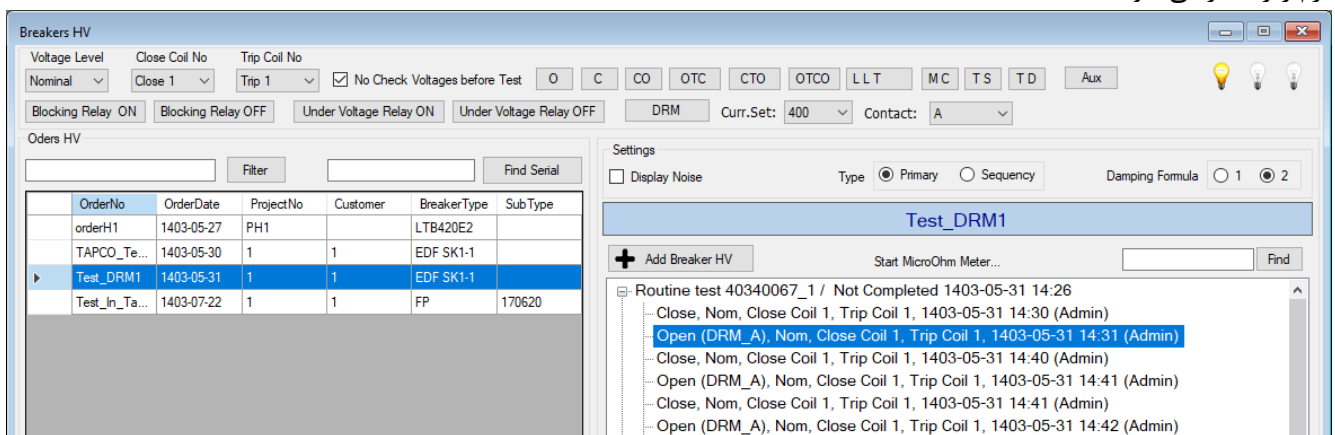 Breakers HV
Voltage Level Close Coil No Trip Coil No
Nominal Close 1 Trip 1 No Check Voltages before Test O C CO OTC CTO OTCO L L T M C T S T D Aux
Blocking Relay ON Blocking Relay OFF Under Voltage Relay ON Under Voltage Relay OFF DRM Curr.Set: 400 Contact: A
Oders HV
Filter Find Serial
OrderNo OrderDate ProjectNo Customer BreakerType SubType
orderH1 1403-05-27 PH1 LTB420E2
TAPCO_Te... 1403-05-30 1 1 EDF SK1-1
Test_DRM1 1403-05-31 1 1 EDF SK1-1
Test_In_Ta... 1403-07-22 1 1 FP 170620
Settings
Display Noise Type Primary Sequency Damping Formula 1 2
Test_DRM1
Add Breaker HV Start MicroOhm Meter... Find
Routine test 40340067_1 / Not Completed 1403-05-31 14:26
Close, Nom, Close Coil 1, Trip Coil 1, 1403-05-31 14:30 (Admin)
Open (DRM_A), Nom, Close Coil 1, Trip Coil 1, 1403-05-31 14:31 (Admin)
Close, Nom, Close Coil 1, Trip Coil 1, 1403-05-31 14:40 (Admin)
Open (DRM_A), Nom, Close Coil 1, Trip Coil 1, 1403-05-31 14:41 (Admin)
Close, Nom, Close Coil 1, Trip Coil 1, 1403-05-31 14:41 (Admin)
Open (DRM_A), Nom, Close Coil 1, Trip Coil 1, 1403-05-31 14:42 (Admin)